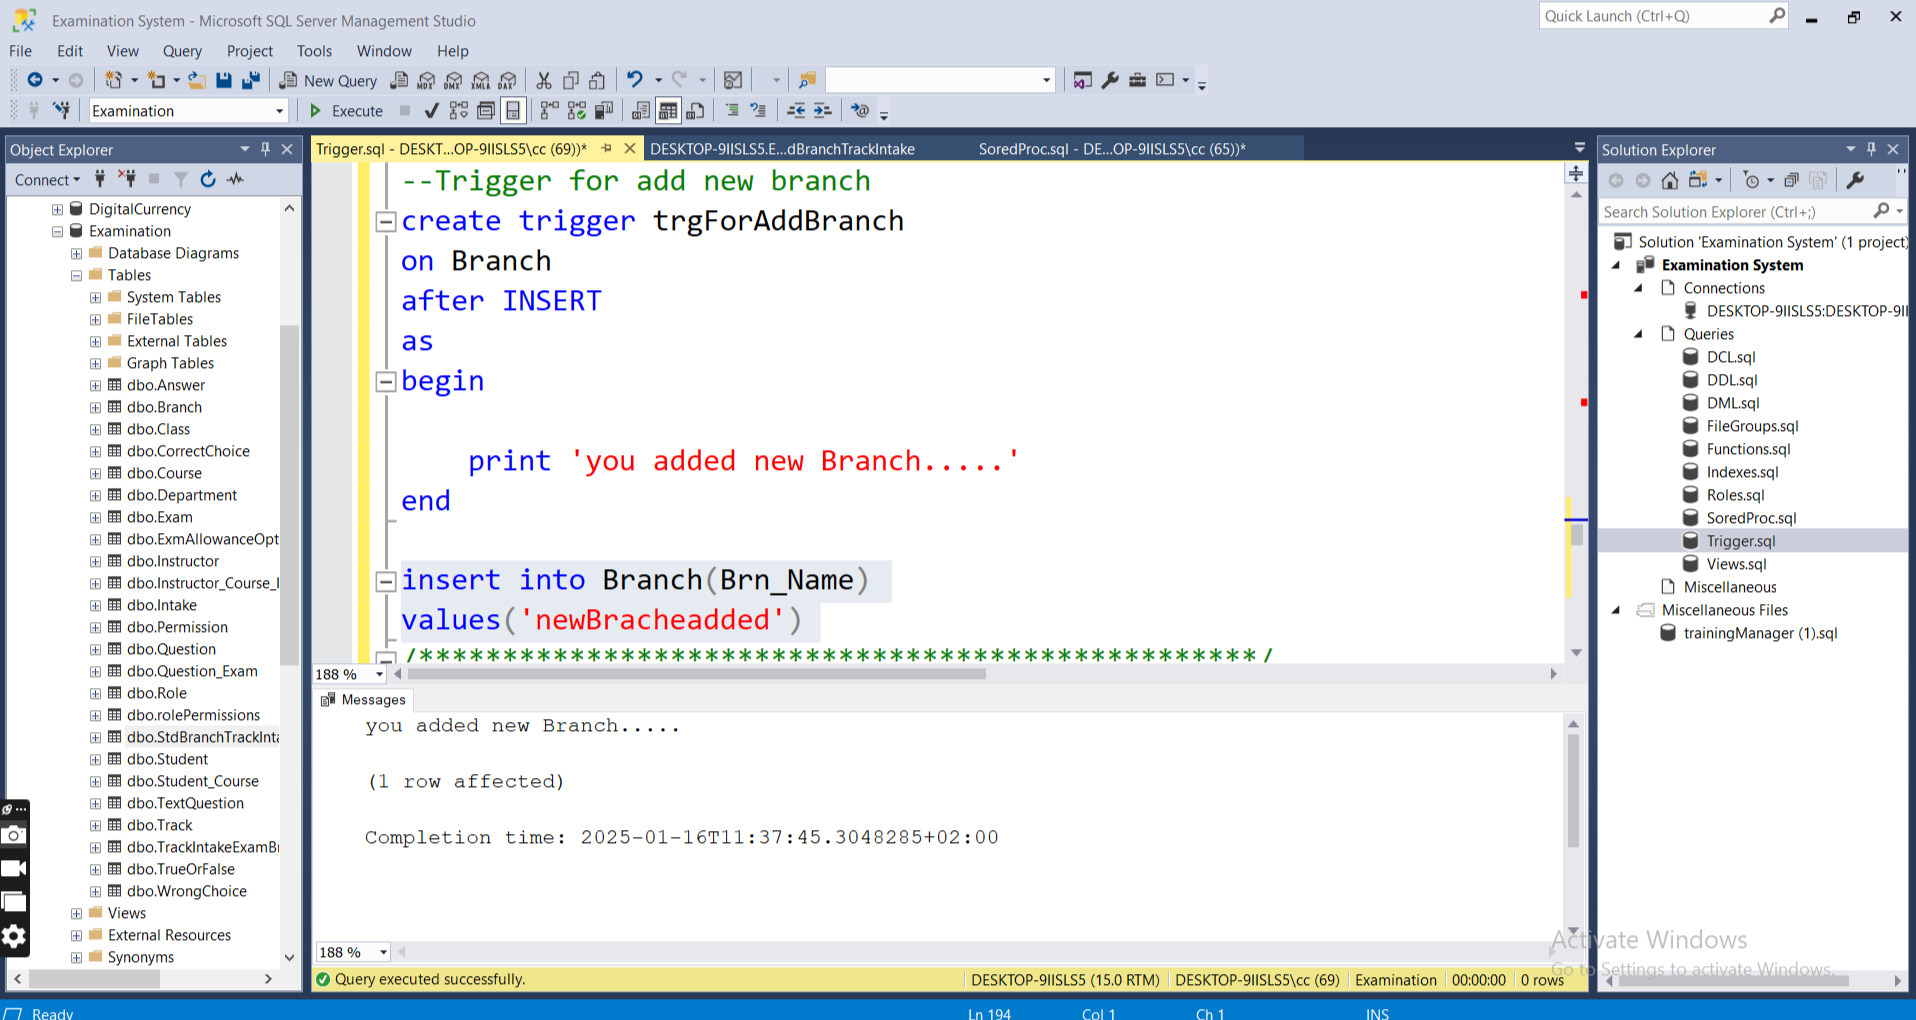 Examination System - Microsoft SQL Server Management Studio
Quick Launch (Ctrl+Q)
File Edit View Query Project Tools Window Help
New Query MDX DMX XMLA DAX
Examination Execute
Object Explorer
Connect
DigitalCurrency
Examination
Database Diagrams
Tables
System Tables
FileTables
External Tables
Graph Tables
dbo.Answer
dbo.Branch
dbo.Class
dbo.CorrectChoice
dbo.Course
dbo.Department
dbo.Exam
dbo.ExmAllowanceOpt
dbo.Instructor
dbo.Instructor_Course_I
dbo.Intake
dbo.Permission
dbo.Question
dbo.Question_Exam
dbo.Role
dbo.rolePermissions
dbo.StdBranchTrackInta
dbo.Student
dbo.Student_Course
dbo.TextQuestion
dbo.Track
dbo.TrackIntakeExamBr
dbo.TrueOrFalse
dbo.WrongChoice
Views
External Resources
Synonyms
Trigger.sql - DESKT...OP-9IISLS5\cc (69))* DESKTOP-9IISLS5.E...dBranchTrackIntake SoredProc.sql - DE...OP-9IISLS5\cc (65))*
--Trigger for add new branch
create trigger trgForAddBranch
on Branch
after INSERT
as
begin
print 'you added new Branch.....'
end
insert into Branch(Brn_Name)
values('newBracheadded')
/**************************************************/
188 %
Messages
you added new Branch.....
(1 row affected)
Completion time: 2025-01-16T11:37:45.3048285+02:00
188 %
Query executed successfully. DESKTOP-9IISLS5 (15.0 RTM) DESKTOP-9IISLS5\cc (69) Examination 00:00:00 0 rows
Solution Explorer
Search Solution Explorer (Ctrl+;)
Solution 'Examination System' (1 project)
Examination System
Connections
DESKTOP-9IISLS5:DESKTOP-9II
Queries
DCL.sql
DDL.sql
DML.sql
FileGroups.sql
Functions.sql
Indexes.sql
Roles.sql
SoredProc.sql
Trigger.sql
Views.sql
Miscellaneous
Miscellaneous Files
trainingManager (1).sql
Activate Windows
Go to Settings to activate Windows.
Ready Ln 194 Col 1 Ch 1 INS